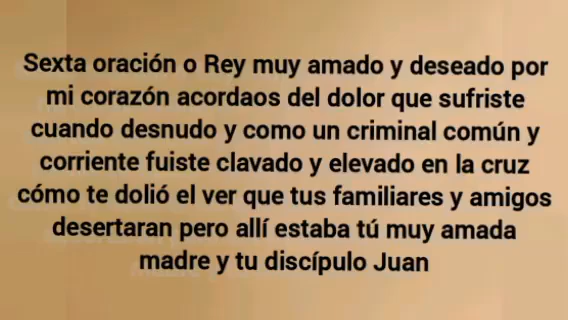 Sexta oración o Rey muy amado y deseado por
mi corazón acordaos del dolor que sufriste
cuando desnudo y como un criminal común y
corriente fuiste clavado y elevado en la cruz
cómo te dolió el ver que tus familiares y amigos
desertaran pero allí estaba tú muy amada
madre y tu discípulo Juan